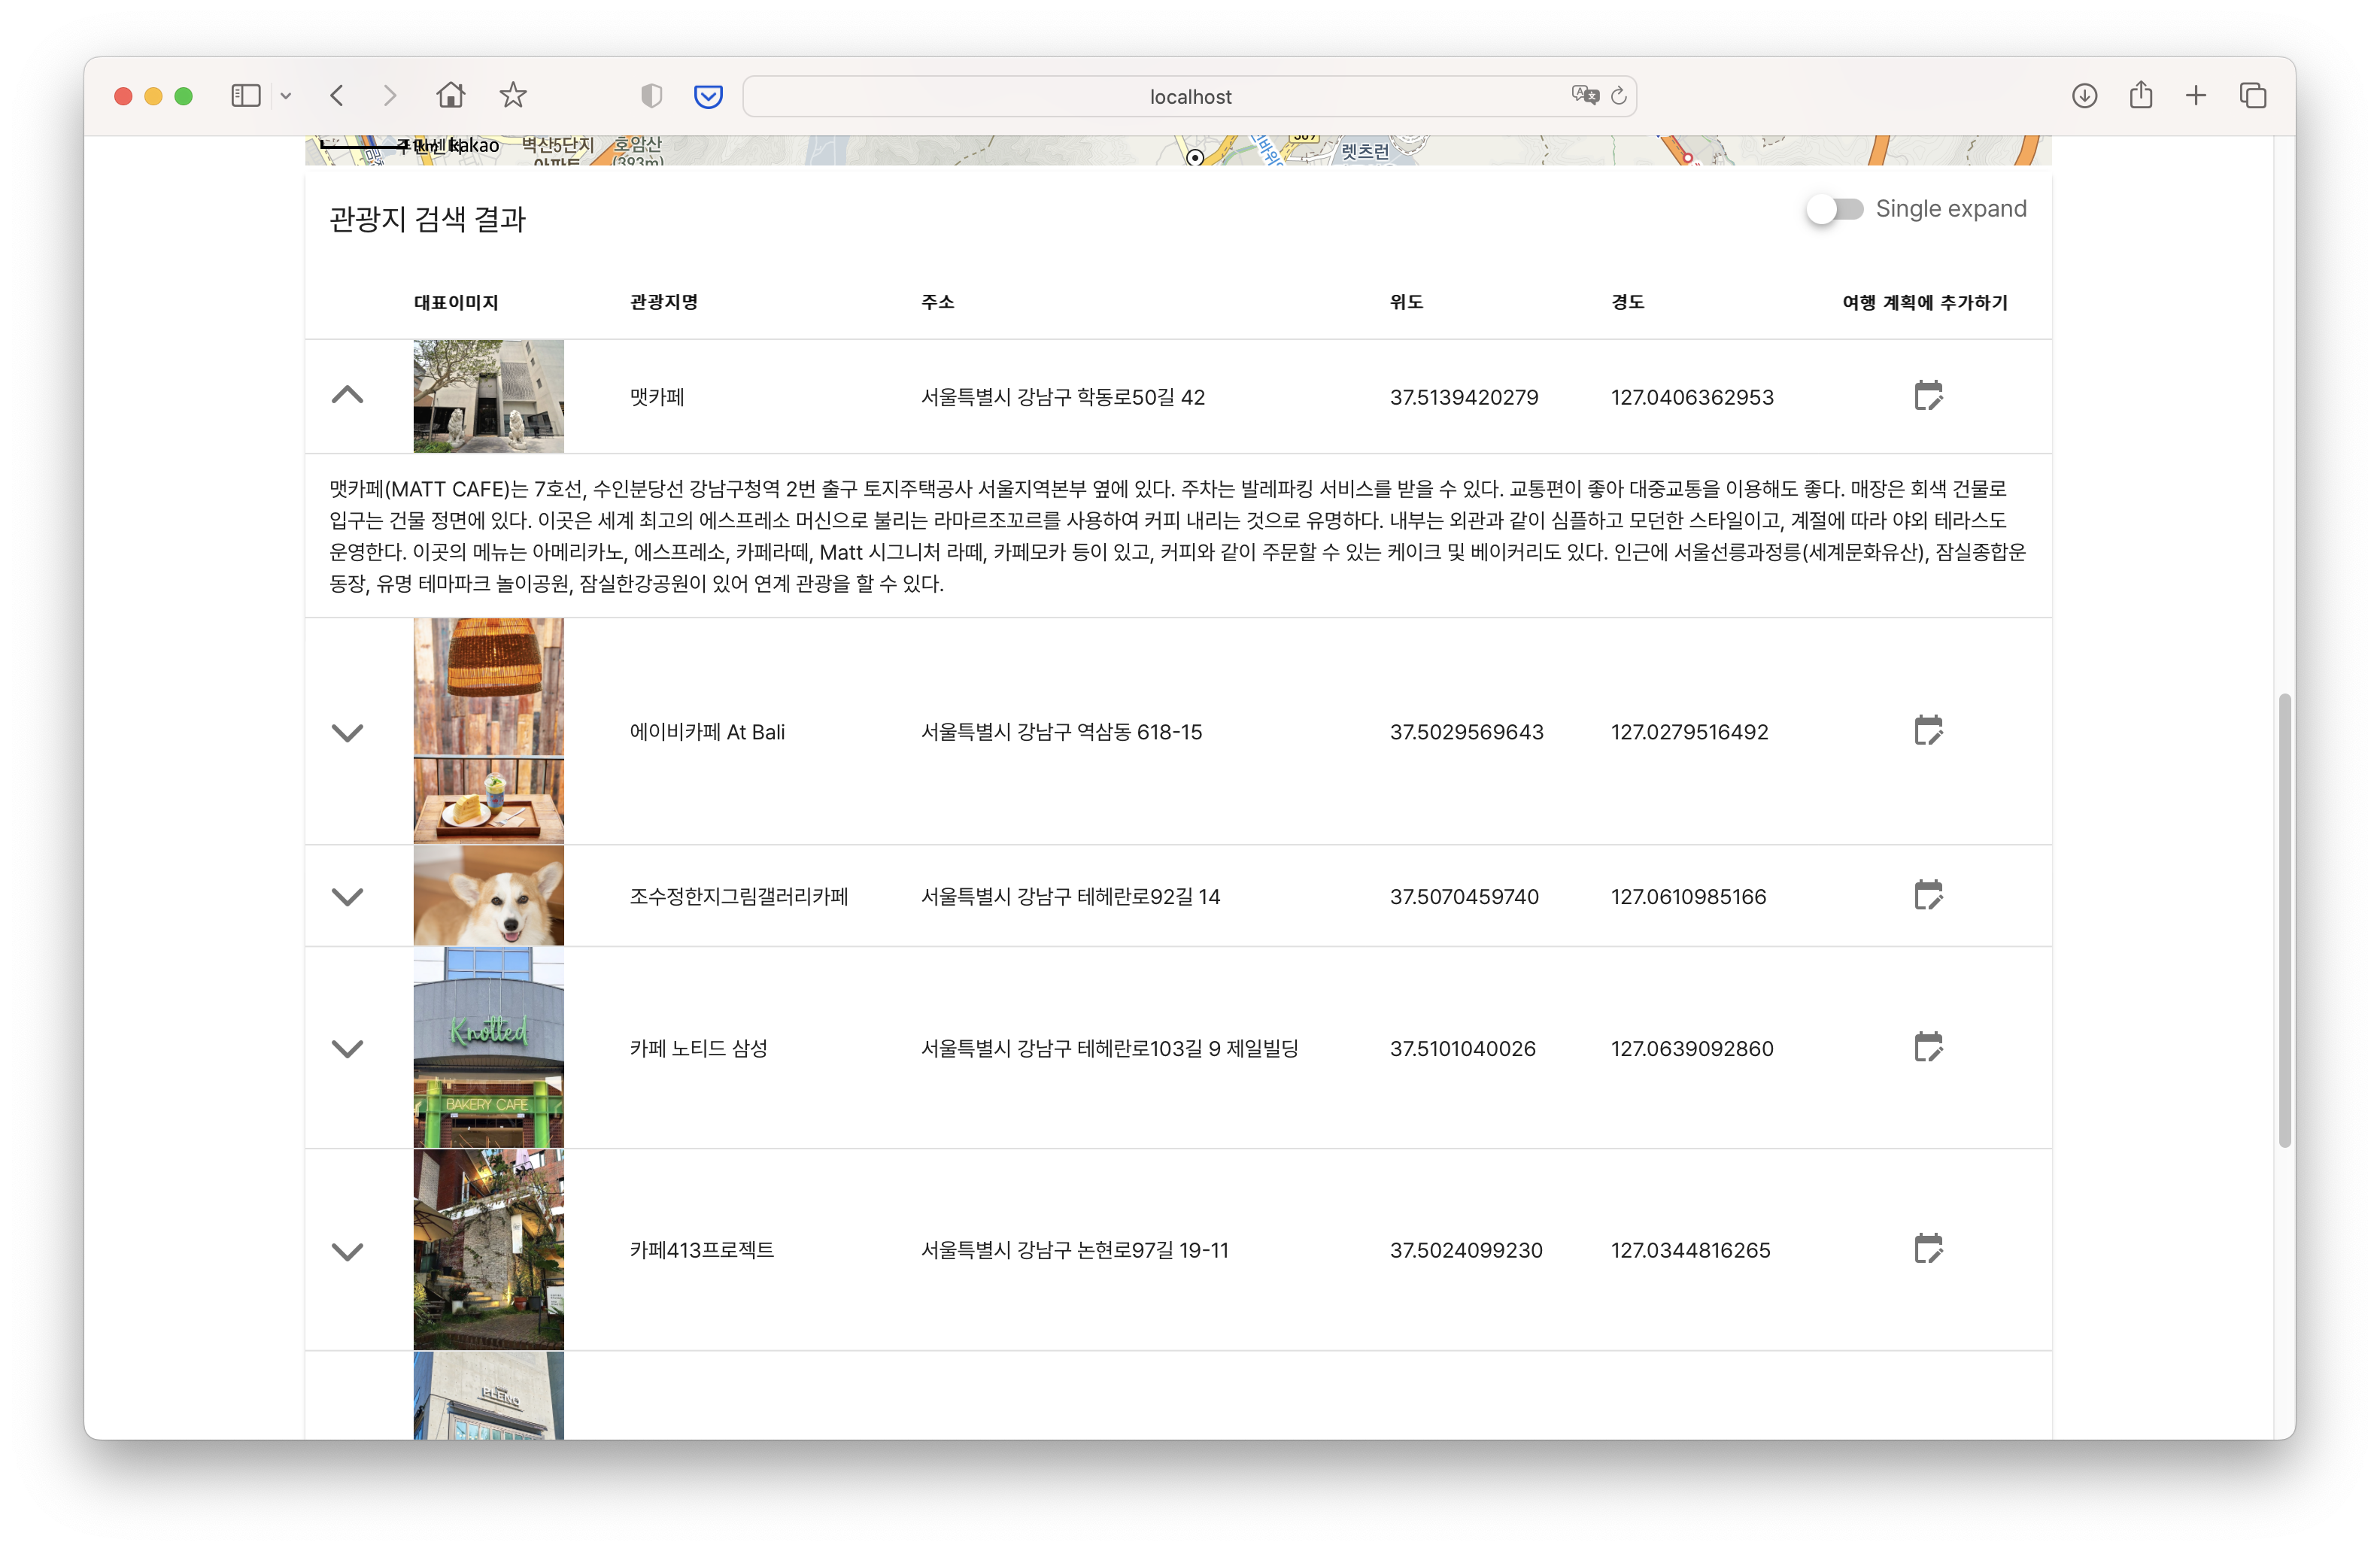 localhost
km kakao
벽산5단지
호암산
(393m)
렛츠런
관광지 검색 결과
Single expand
대표이미지 관광지명 주소 위도 경도 여행 계획에 추가하기
맷카페 서울특별시 강남구 학동로50길 42 37.5139420279 127.0406362953
맷카페(MATT CAFE)는 7호선, 수인분당선 강남구청역 2번 출구 토지주택공사 서울지역본부 옆에 있다. 주차는 발레파킹 서비스를 받을 수 있다. 교통편이 좋아 대중교통을 이용해도 좋다. 매장은 회색 건물로
입구는 건물 정면에 있다. 이곳은 세계 최고의 에스프레소 머신으로 불리는 라마르조꼬르를 사용하여 커피 내리는 것으로 유명하다. 내부는 외관과 같이 심플하고 모던한 스타일이고, 계절에 따라 야외 테라스도
운영한다. 이곳의 메뉴는 아메리카노, 에스프레소, 카페라떼, Matt 시그니처 라떼, 카페모카 등이 있고, 커피와 같이 주문할 수 있는 케이크 및 베이커리도 있다. 인근에 서울선릉과정릉(세계문화유산), 잠실종합운
동장, 유명 테마파크 놀이공원, 잠실한강공원이 있어 연계 관광을 할 수 있다.
에이비카페 At Bali 서울특별시 강남구 역삼동 618-15 37.5029569643 127.0279516492
조수정한지그림갤러리카페 서울특별시 강남구 테헤란로92길 14 37.5070459740 127.0610985166
Knotted
BAKERY CAFE
카페 노티드 삼성 서울특별시 강남구 테헤란로103길 9 제일빌딩 37.5101040026 127.0639092860
카페413프로젝트 서울특별시 강남구 논현로97길 19-11 37.5024099230 127.0344816265